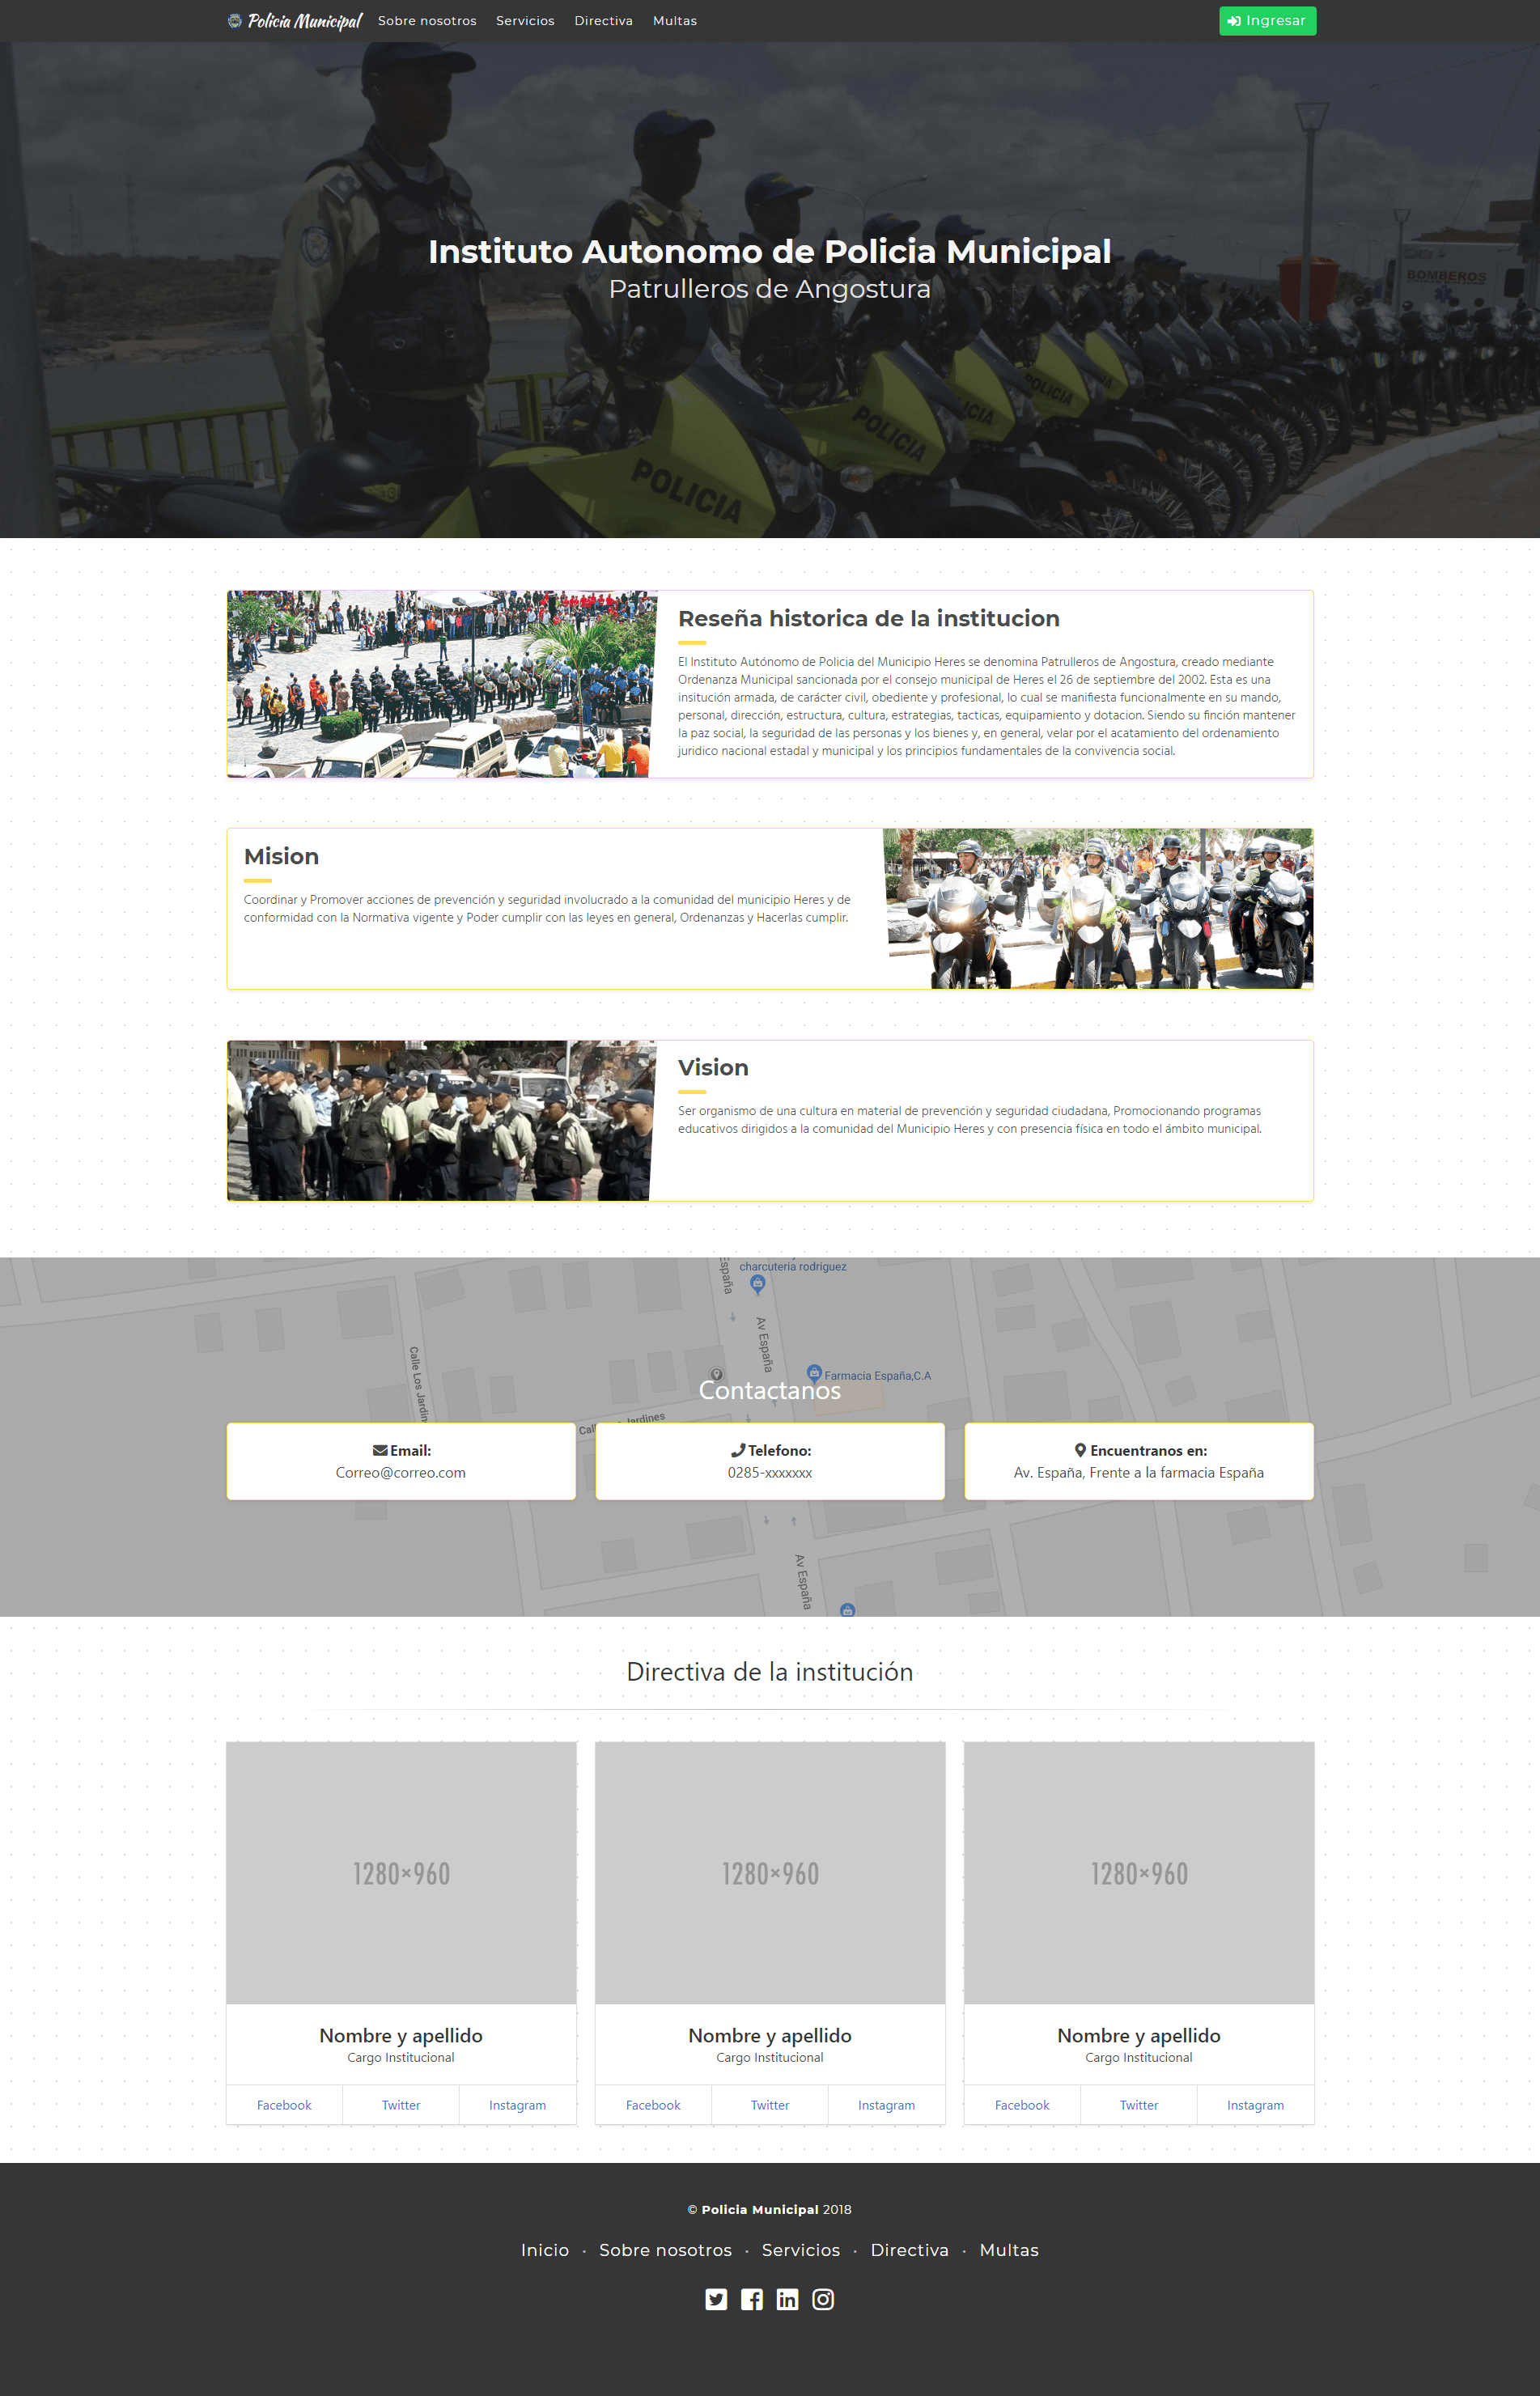 Policia Municipal
Sobre nosotros
Servicios
Directiva
Multas
Ingresar
BOMBEROS
Instituto Autonomo de Policia Municipal
Patrulleros de Angostura
POLICIA
POLICIA
POLICIA
Reseña historica de la institucion
El Instituto Autónomo de Policia del Municipio Heres se denomina Patrulleros de Angostura, creado mediante
Ordenanza Municipal sancionada por el consejo municipal de Heres el 26 de septiembre del 2002. Esta es una
insitución armada, de carácter civil, obediente y profesional, lo cual se manifiesta funcionalmente en su mando,
personal, dirección, estructura, cultura, estrategias, tacticas, equipamiento y dotacion. Siendo su finción mantener
la paz social, la seguridad de las personas y los bienes y, en general, velar por el acatamiento del ordenamiento
juridico nacional estadal y municipal y los principios fundamentales de la convivencia social.
Mision
Coordinar y Promover acciones de prevención y seguridad involucrado a la comunidad del municipio Heres y de
conformidad con la Normativa vigente y Poder cumplir con las leyes en general, Ordenanzas y Hacerlas cumplir.
Vision
Ser organismo de una cultura en material de prevención y seguridad ciudadana, Promocionando programas
educativos dirigidos a la comunidad del Municipio Heres y con presencia física en todo el ámbito municipal.
España
charcuteria rodriguez
Av España
Calle Los Jardin
Farmacia España,C.A
Contactanos
Jardines
Email:
Correo@correo.com
Telefono:
0285-xxxxxxx
Encuentranos en:
Av. España, Frente a la farmacia España
Av España
Directiva de la institución
1280×960
1280×960
1280×960
Nombre y apellido
Cargo Institucional
Facebook
Twitter
Instagram
Nombre y apellido
Cargo Institucional
Facebook
Twitter
Instagram
Nombre y apellido
Cargo Institucional
Facebook
Twitter
Instagram
© Policia Municipal 2018
Inicio • Sobre nosotros • Servicios • Directiva • Multas